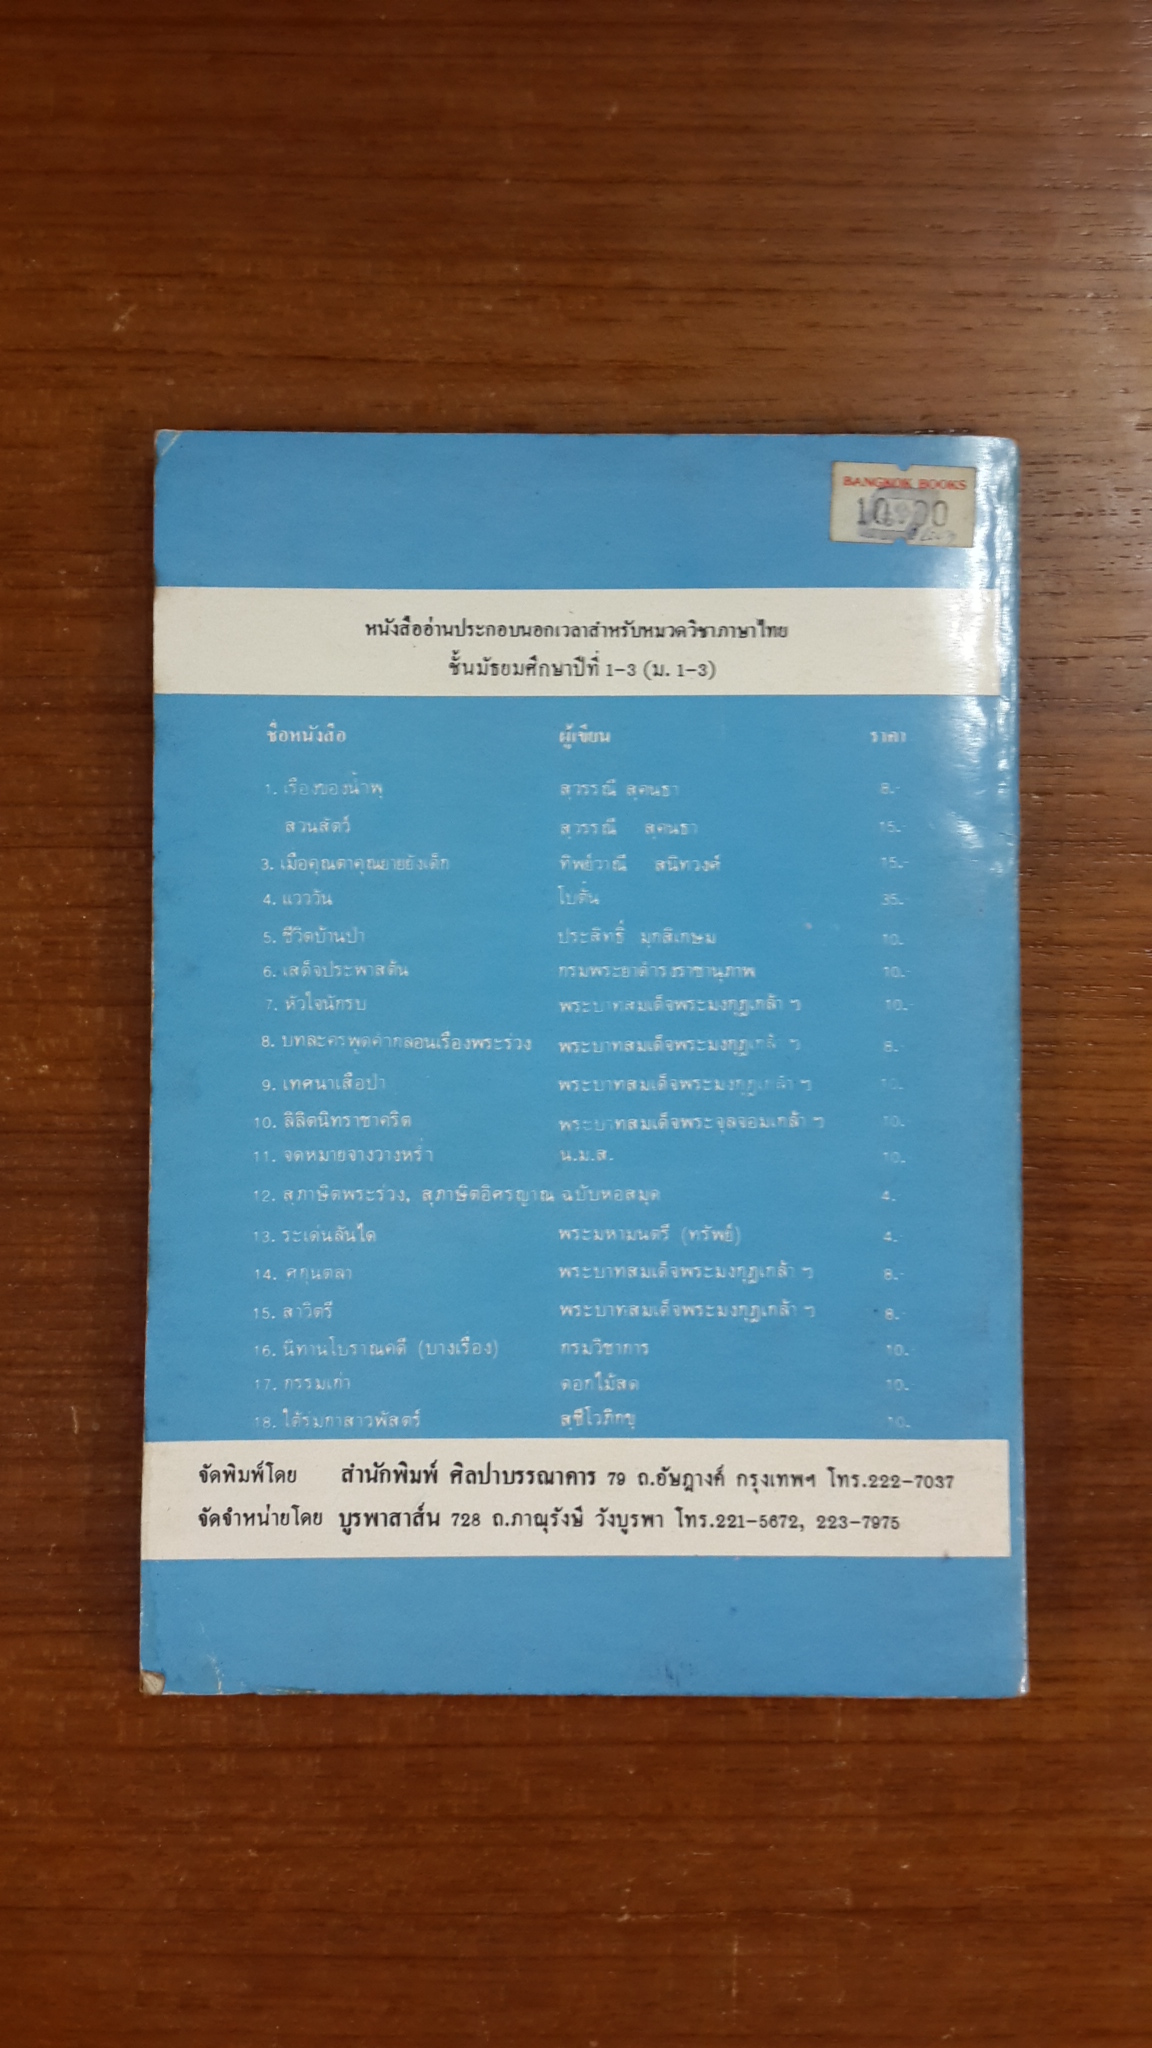 BANGKOK BOOKS
หนังสืออ่านประกอบนอกเวลาสำหรับหมวดวิชาภาษาไทย
ชั้นมัธยมศึกษาปีที่ 1-3 (ม. 1-3)
ชื่อหนังสือ ผู้เขียน ราคา
1. เรื่องของน้ำพุ สุวรรณี สุคนธา 8.-
สวนสัตว์ สุวรรณี สุคนธา 15.-
3. เมื่อคุณตาคุณยายยังเด็ก ทิพย์วาณี สนิทวงศ์ 15.-
4. แวววัน โบตั๋น 35.-
5. ชีวิตบ้านป่า ประสิทธิ์ มุกสิเกษม 10.
6. เสด็จประพาสต้น กรมพระยาดำรงราชานุภาพ 10.-
7. หัวใจนักรบ พระบาทสมเด็จพระมงกุฎเกล้า ฯ 10.-
8. บทละครพูดคำกลอนเรื่องพระร่วง พระบาทสมเด็จพระมงกุฎเกล้า ฯ 8.-
9. เทศนาเสือป่า พระบาทสมเด็จพระมงกุฎเกล้า ฯ 10.
10. ลิลิตนิทราชาคริต พระบาทสมเด็จพระจุลจอมเกล้า ฯ 10.
11. จดหมายจางวางหร่ำ น.ม.ส. 10.
12. สุภาษิตพระร่วง, สุภาษิตอิศรญาณ ฉบับหอสมุด 4.
13. ระเด่นลันได พระมหามนตรี (ทรัพย์) 4.
14. ศกุนตลา พระบาทสมเด็จพระมงกุฎเกล้า ฯ 8.-
15. สาวิตรี พระบาทสมเด็จพระมงกุฎเกล้า ฯ 8.
16. นิทานโบราณคดี (บางเรื่อง) กรมวิชาการ 10.
17. กรรมเก่า ดอกไม้สด 10.
18. ใต้ร่มกาสาวพัสตร์ สุชีโวภิกขุ 10.
จัดพิมพ์โดย สำนักพิมพ์ ศิลปาบรรณาคาร 79 ถ.อัษฎางค์ กรุงเทพฯ โทร.222-7037
จัดจำหน่ายโดย บูรพาสาส์น 728 ถ.ภาณุรังษี วังบูรพา โทร.221-5672, 223-7975